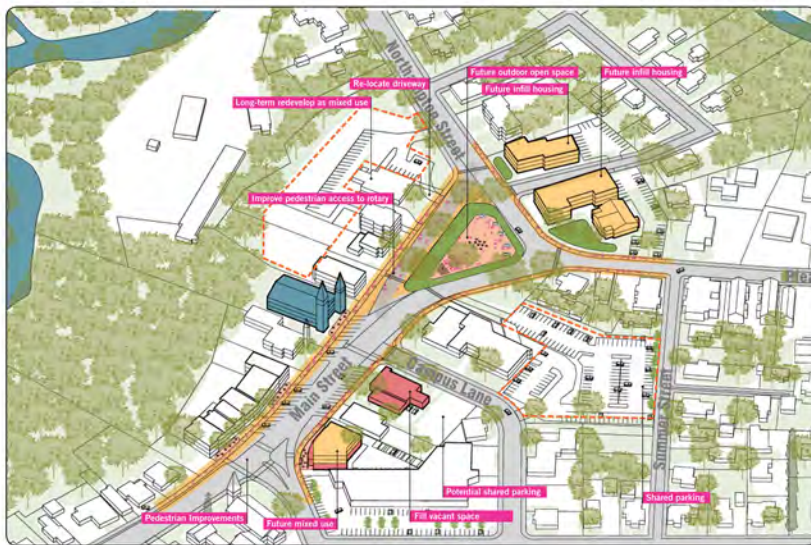 Re-locate driveway
Future outdoor open space
Future infill housing
Long-term redevelop as mixed use
Future infill housing
Improve pedestrian access to rotary
Main Street
Campus Lane
Summer Street
Potential shared parking
Shared parking
Pedestrian Improvements
Future mixed use
Fill vacant space